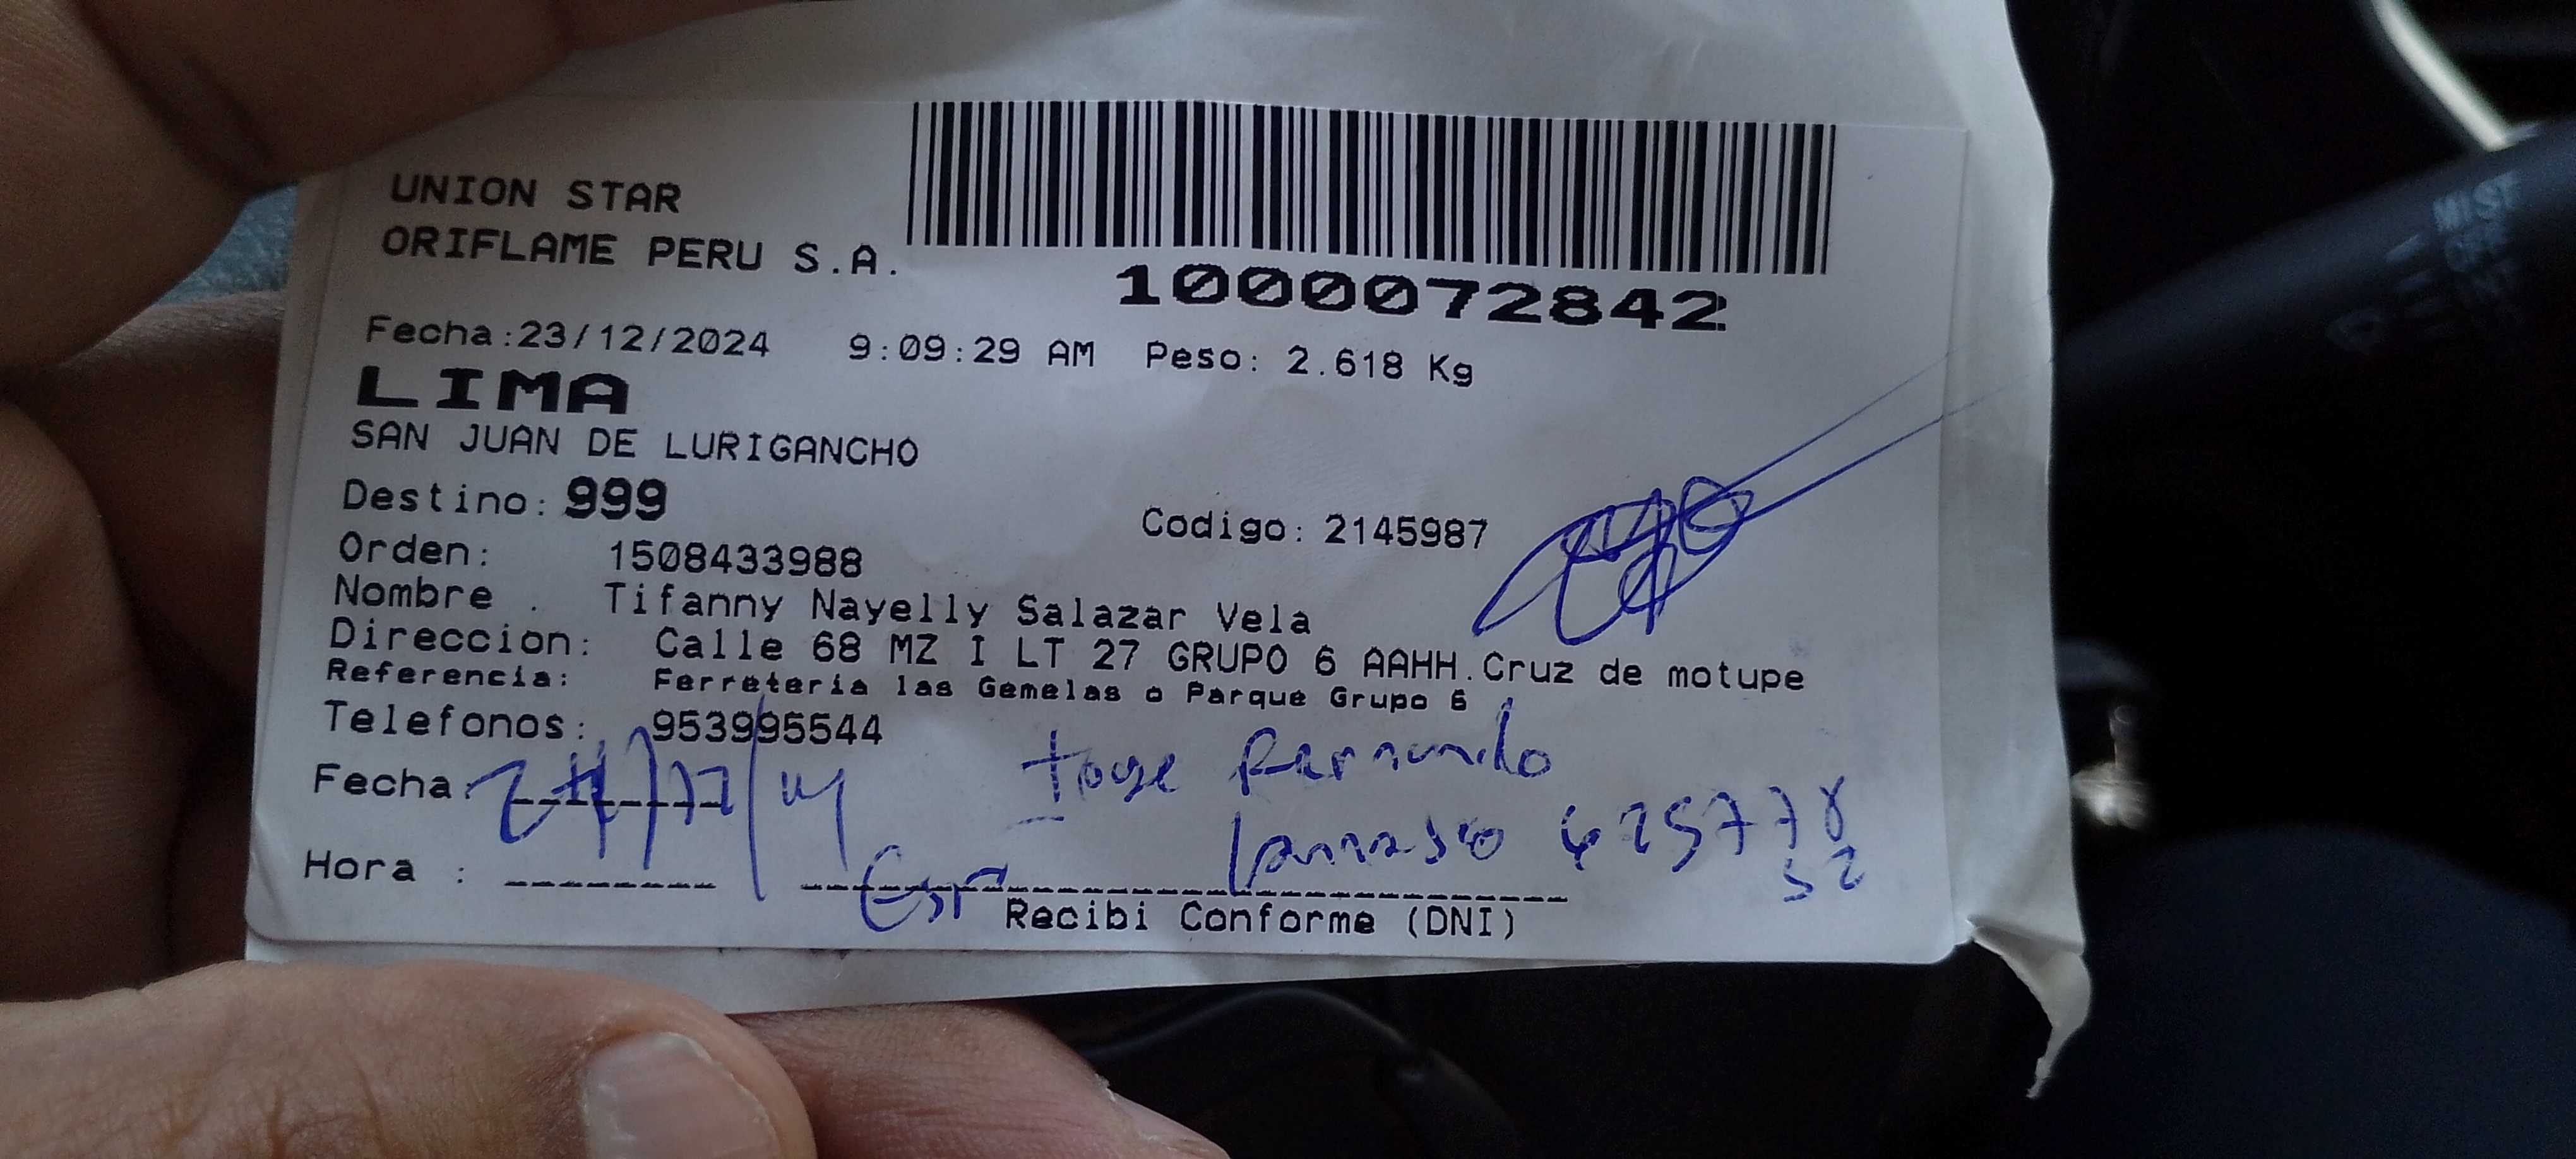 UNION STAR
ORIFLAME PERU S.A.
1000072842
Fecha:23/12/2024 9:09:29 AM Peso: 2.618 Kg
LIMA
SAN JUAN DE LURIGANCHO
Destino: 999
Codigo: 2145987
Orden: 1508433988
Nombre . Tifanny Nayelly Salazar Vela
Direccion: Calle 68 MZ I LT 27 GRUPO 6 AAHH.Cruz de motupe
Referencia: Ferreteria las Gemelas o Parque Grupo 6
Telefonos: 953995544
Fecha:
Fernando
Hora :
Recibi Conforme (DNI)